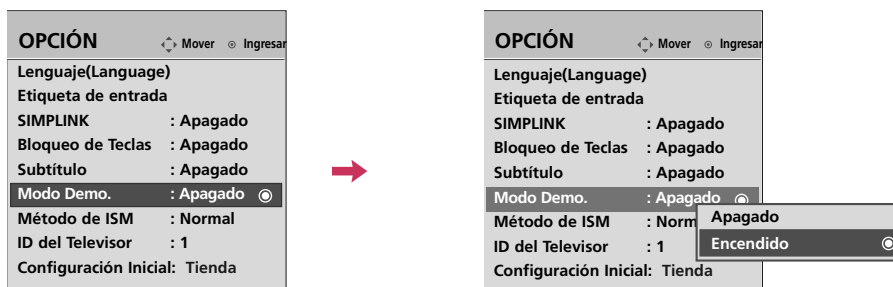 OPCIÓN Mover Ingresar
Lenguaje(Language)
Etiqueta de entrada
SIMPLINK : Apagado
Bloqueo de Teclas : Apagado
Subtítulo : Apagado
Modo Demo. : Apagado
Método de ISM : Normal
ID del Televisor : 1
Configuración Inicial: Tienda
OPCIÓN Mover Ingresar
Lenguaje(Language)
Etiqueta de entrada
SIMPLINK : Apagado
Bloqueo de Teclas : Apagado
Subtítulo : Apagado
Modo Demo. : Apagado
Método de ISM : Norm
ID del Televisor : 1
Configuración Inicial: Tienda
Apagado
Encendido